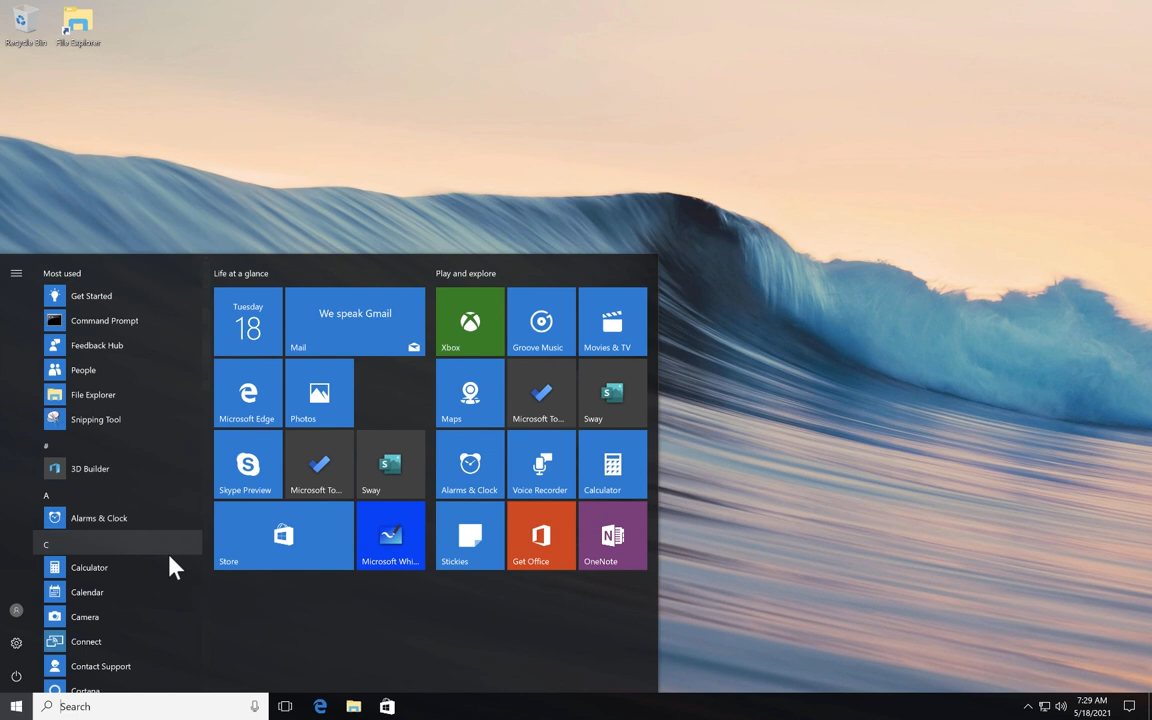 Recycle Bin
File Explorer
Most used
Get Started
Command Prompt
Feedback Hub
People
File Explorer
Snipping Tool
#
3D Builder
A
Alarms & Clock
C
Calculator
Calendar
Camera
Connect
Contact Support
Cortana
Life at a glance
Tuesday
18
We speak Gmail
Mail
Microsoft Edge
Photos
Skype Preview
Microsoft To...
Sway
Store
Microsoft Whi...
Play and explore
Xbox
Groove Music
Movies & TV
Maps
Microsoft To...
Sway
Alarms & Clock
Voice Recorder
Calculator
Stickies
Get Office
OneNote
Search
7:29 AM
5/18/2021